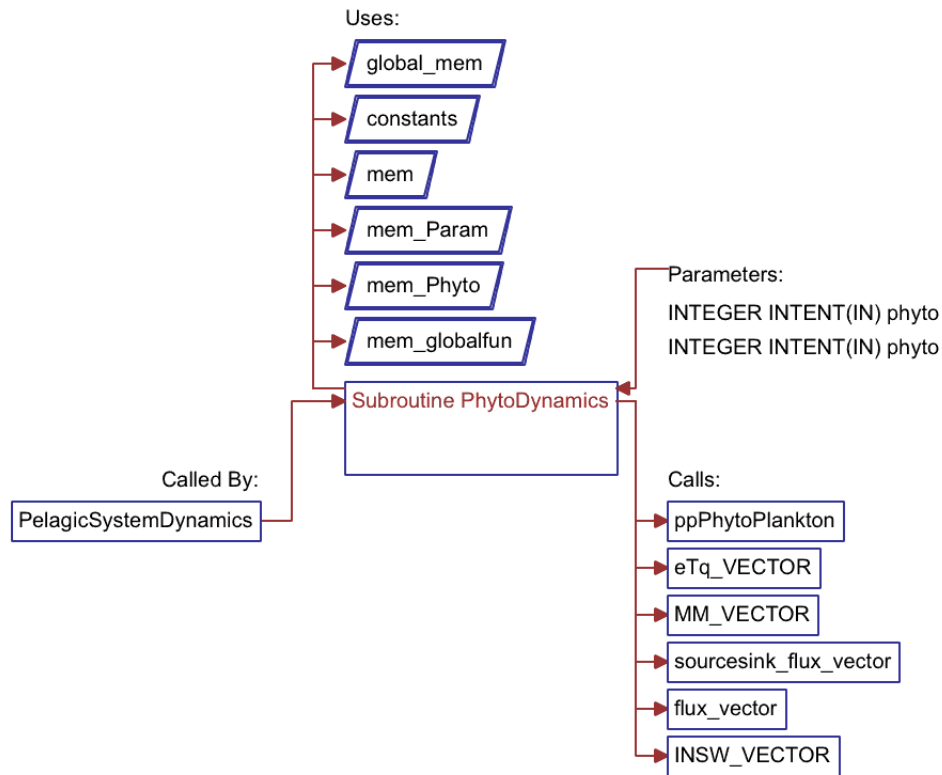 Uses:
global_mem
constants
mem
mem_Param
mem_Phyto
mem_globalfun
Parameters:
INTEGER INTENT(IN) phyto
INTEGER INTENT(IN) phyto
Subroutine PhytoDynamics
Called By:
PelagicSystemDynamics
Calls:
ppPhytoPlankton
eTq_VECTOR
MM_VECTOR
sourcesink_flux_vector
flux_vector
INSW_VECTOR